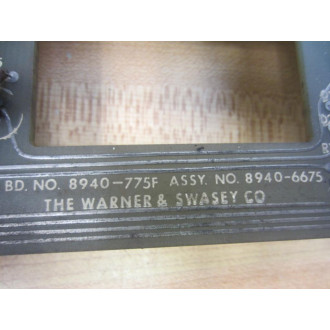 BD. NO. 8940-775F ASSY. NO. 8940-6675
THE WARNER & SWASEY CO